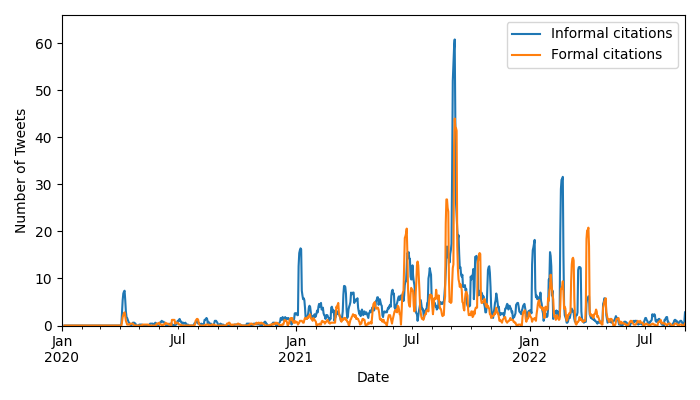 Informal citations
Formal citations
Number of Tweets
60
50
40
30
20
10
0
Jan
2020
Jul
Jan
2021
Jul
Jan
2022
Jul
Date